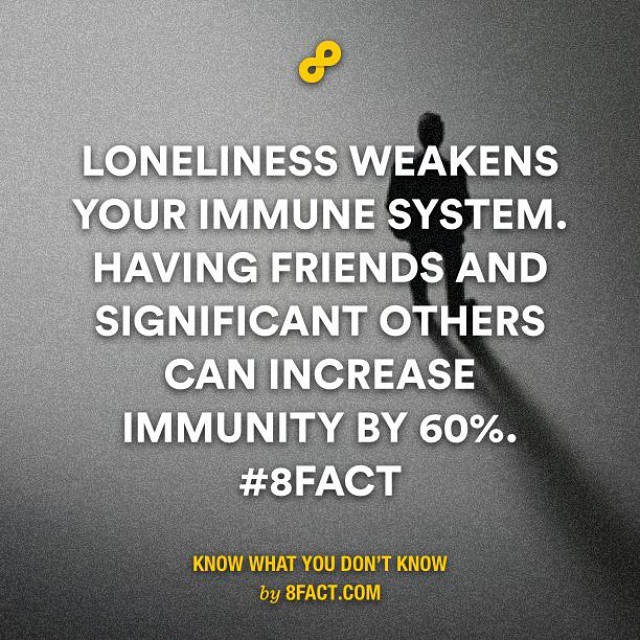 LONELINESS WEAKENS
YOUR IMMUNE SYSTEM.
HAVING FRIENDS AND
SIGNIFICANT OTHERS
CAN INCREASE
IMMUNITY BY 60%.
#8FACT
KNOW WHAT YOU DON'T KNOW
by 8FACT.COM